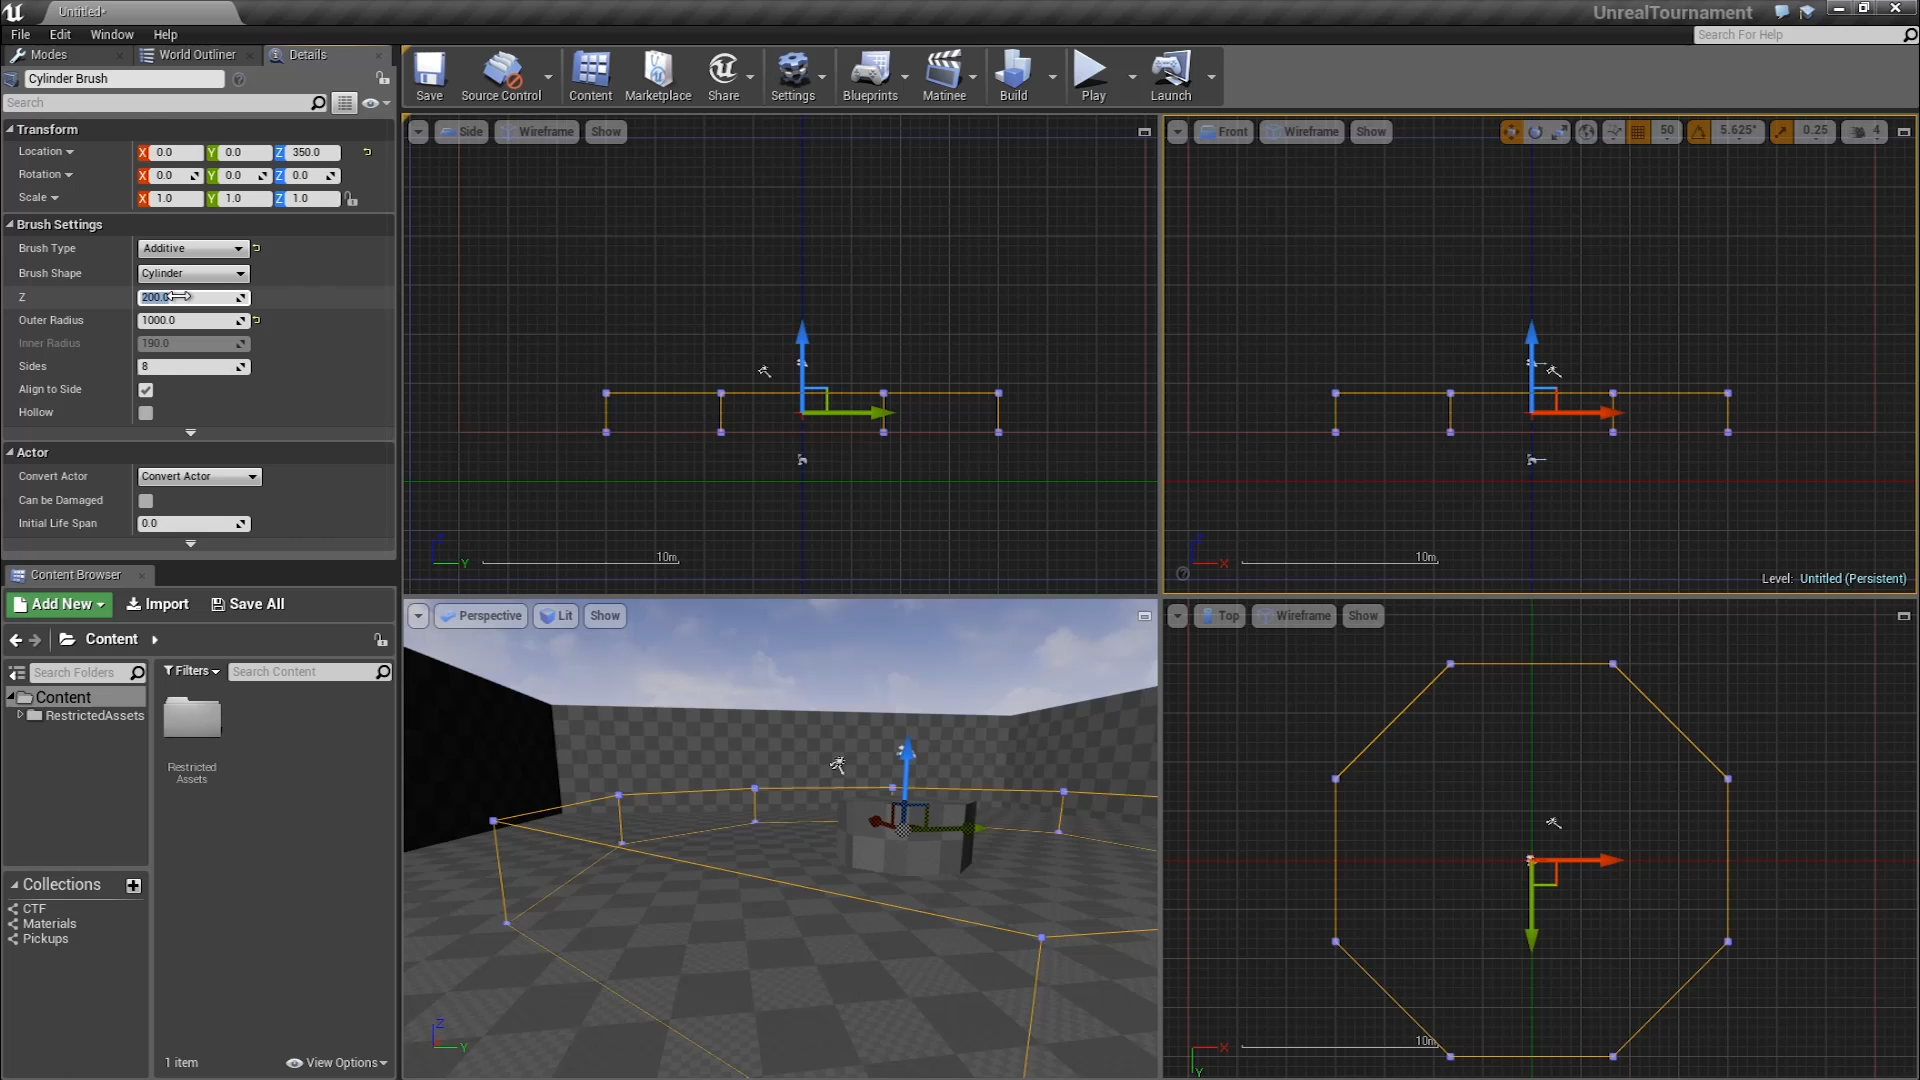 Untitled*
UnrealTournament
File Edit Window Help
Search For Help
Modes World Outliner Details
Cylinder Brush
Search
Save Source Control Content Marketplace Share Settings Blueprints Matinee Build Play Launch
Transform
Location X 0.0 Y 0.0 Z 350.0
Rotation X 0.0 Y 0.0 Z 0.0
Scale X 1.0 Y 1.0 Z 1.0
Brush Settings
Brush Type Additive
Brush Shape Cylinder
Z 200.0
Outer Radius 1000.0
Inner Radius 190.0
Sides 8
Align to Side
Hollow
Actor
Convert Actor Convert Actor
Can be Damaged
Initial Life Span 0.0
Side Wireframe Show
Z
Y
10m
Front Wireframe Show 50 5.625° 0.25 4
X
10m
Level: Untitled (Persistent)
Content Browser
Add New Import Save All
Content
Search Folders Filters Search Content
Content
RestrictedAssets
Restricted
Assets
Collections
CTF
Materials
Pickups
1 item View Options
Perspective Lit Show
Z
Y
Top Wireframe Show
X
Y
10m